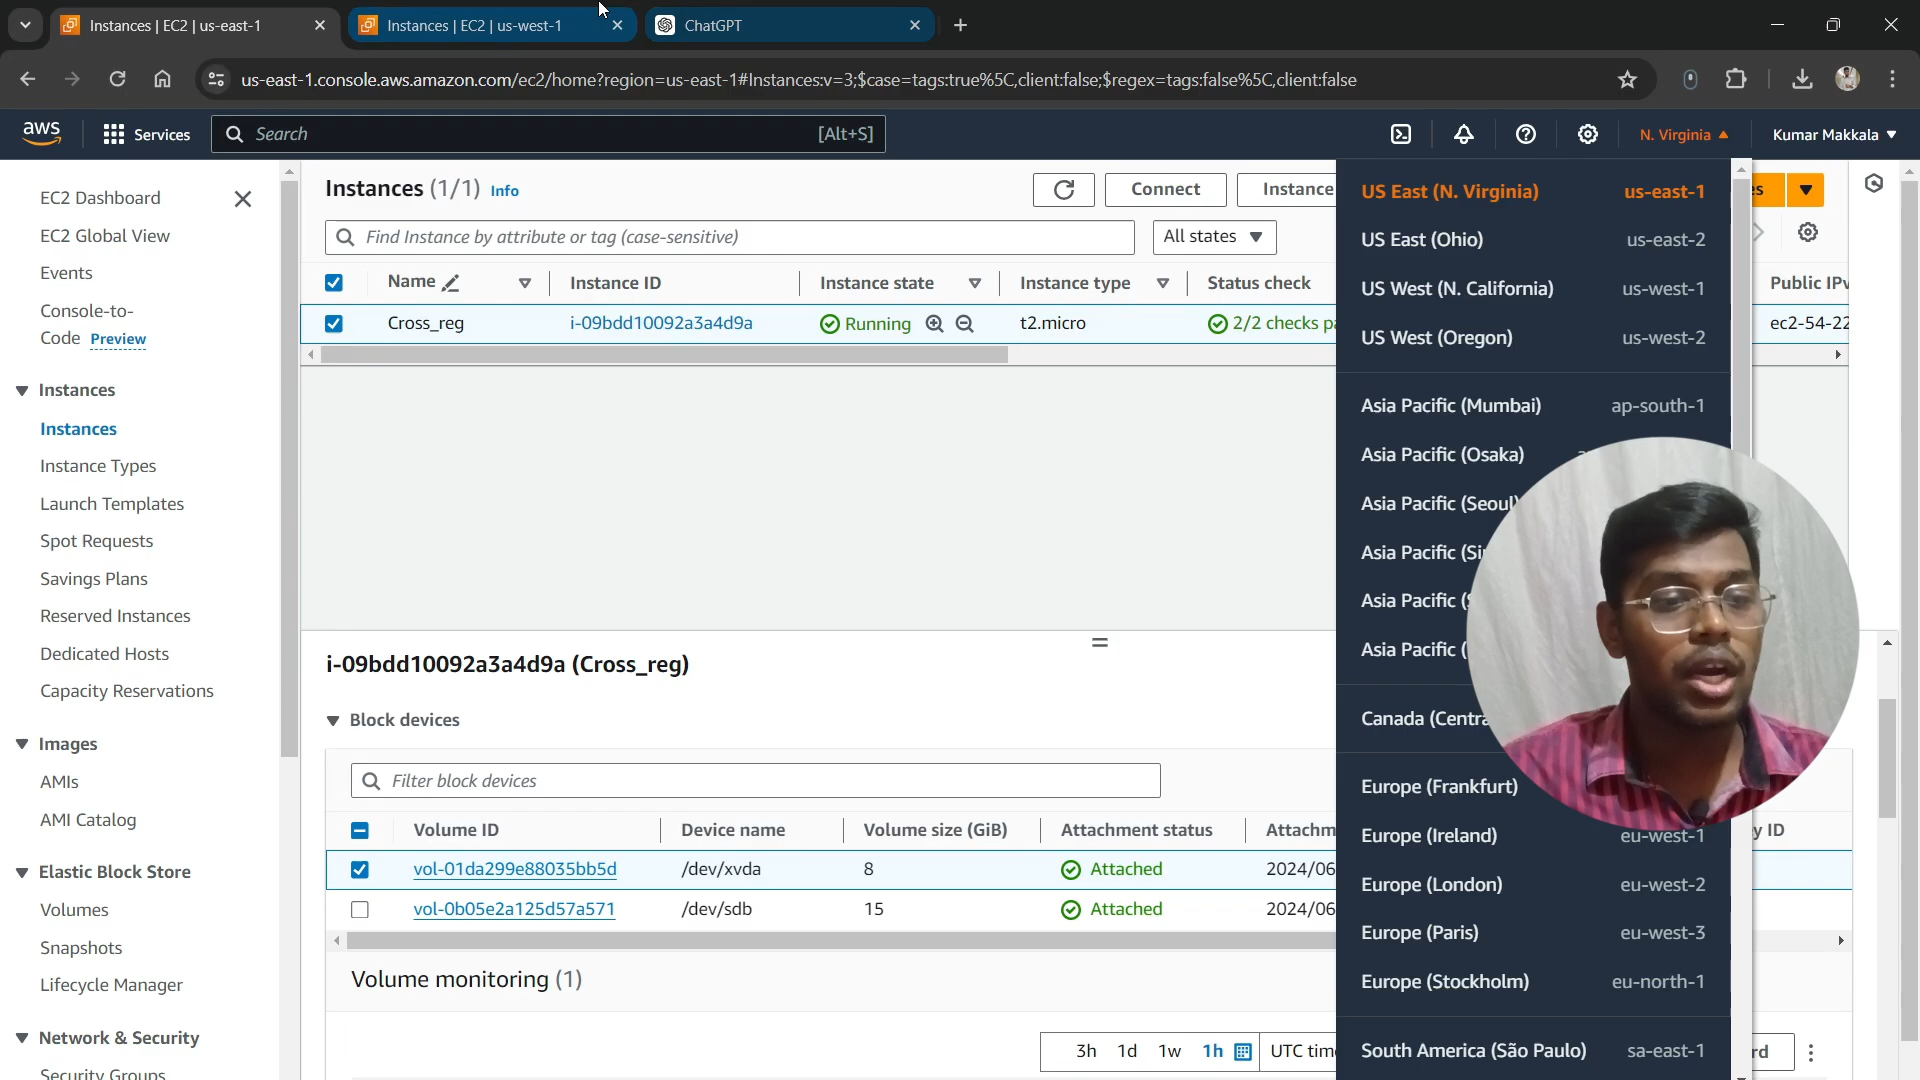 Instances | EC2 | us-east-1
Instances | EC2 | us-west-1
ChatGPT
us-east-1.console.aws.amazon.com/ec2/home?region=us-east-1#Instances:v=3;$case=tags:true%5C,client:false;$regex=tags:false%5C,client:false
aws
Services
Search
[Alt+S]
N. Virginia
Kumar Makkala
EC2 Dashboard
EC2 Global View
Events
Console-to-
Code Preview
Instances
Instances
Instance Types
Launch Templates
Spot Requests
Savings Plans
Reserved Instances
Dedicated Hosts
Capacity Reservations
Images
AMIs
AMI Catalog
Elastic Block Store
Volumes
Snapshots
Lifecycle Manager
Network & Security
Security Groups
Instances (1/1) Info
Connect
Instance
Find Instance by attribute or tag (case-sensitive)
All states
Name
Instance ID
Instance state
Instance type
Status check
Public IPv
Cross_reg
i-09bdd10092a3a4d9a
Running
t2.micro
2/2 checks pa
ec2-54-22
i-09bdd10092a3a4d9a (Cross_reg)
Block devices
Filter block devices
Volume ID
Device name
Volume size (GiB)
Attachment status
Attachm
y ID
vol-01da299e88035bb5d
/dev/xvda
8
Attached
2024/06
vol-0b05e2a125d57a571
/dev/sdb
15
Attached
2024/06
Volume monitoring (1)
3h 1d 1w 1h
UTC tim
rd
US East (N. Virginia) us-east-1
US East (Ohio) us-east-2
US West (N. California) us-west-1
US West (Oregon) us-west-2
Asia Pacific (Mumbai) ap-south-1
Asia Pacific (Osaka)
Asia Pacific (Seoul)
Asia Pacific (Si
Asia Pacific (S
Asia Pacific (
Canada (Centra
Europe (Frankfurt)
Europe (Ireland) eu-west-1
Europe (London) eu-west-2
Europe (Paris) eu-west-3
Europe (Stockholm) eu-north-1
South America (São Paulo) sa-east-1